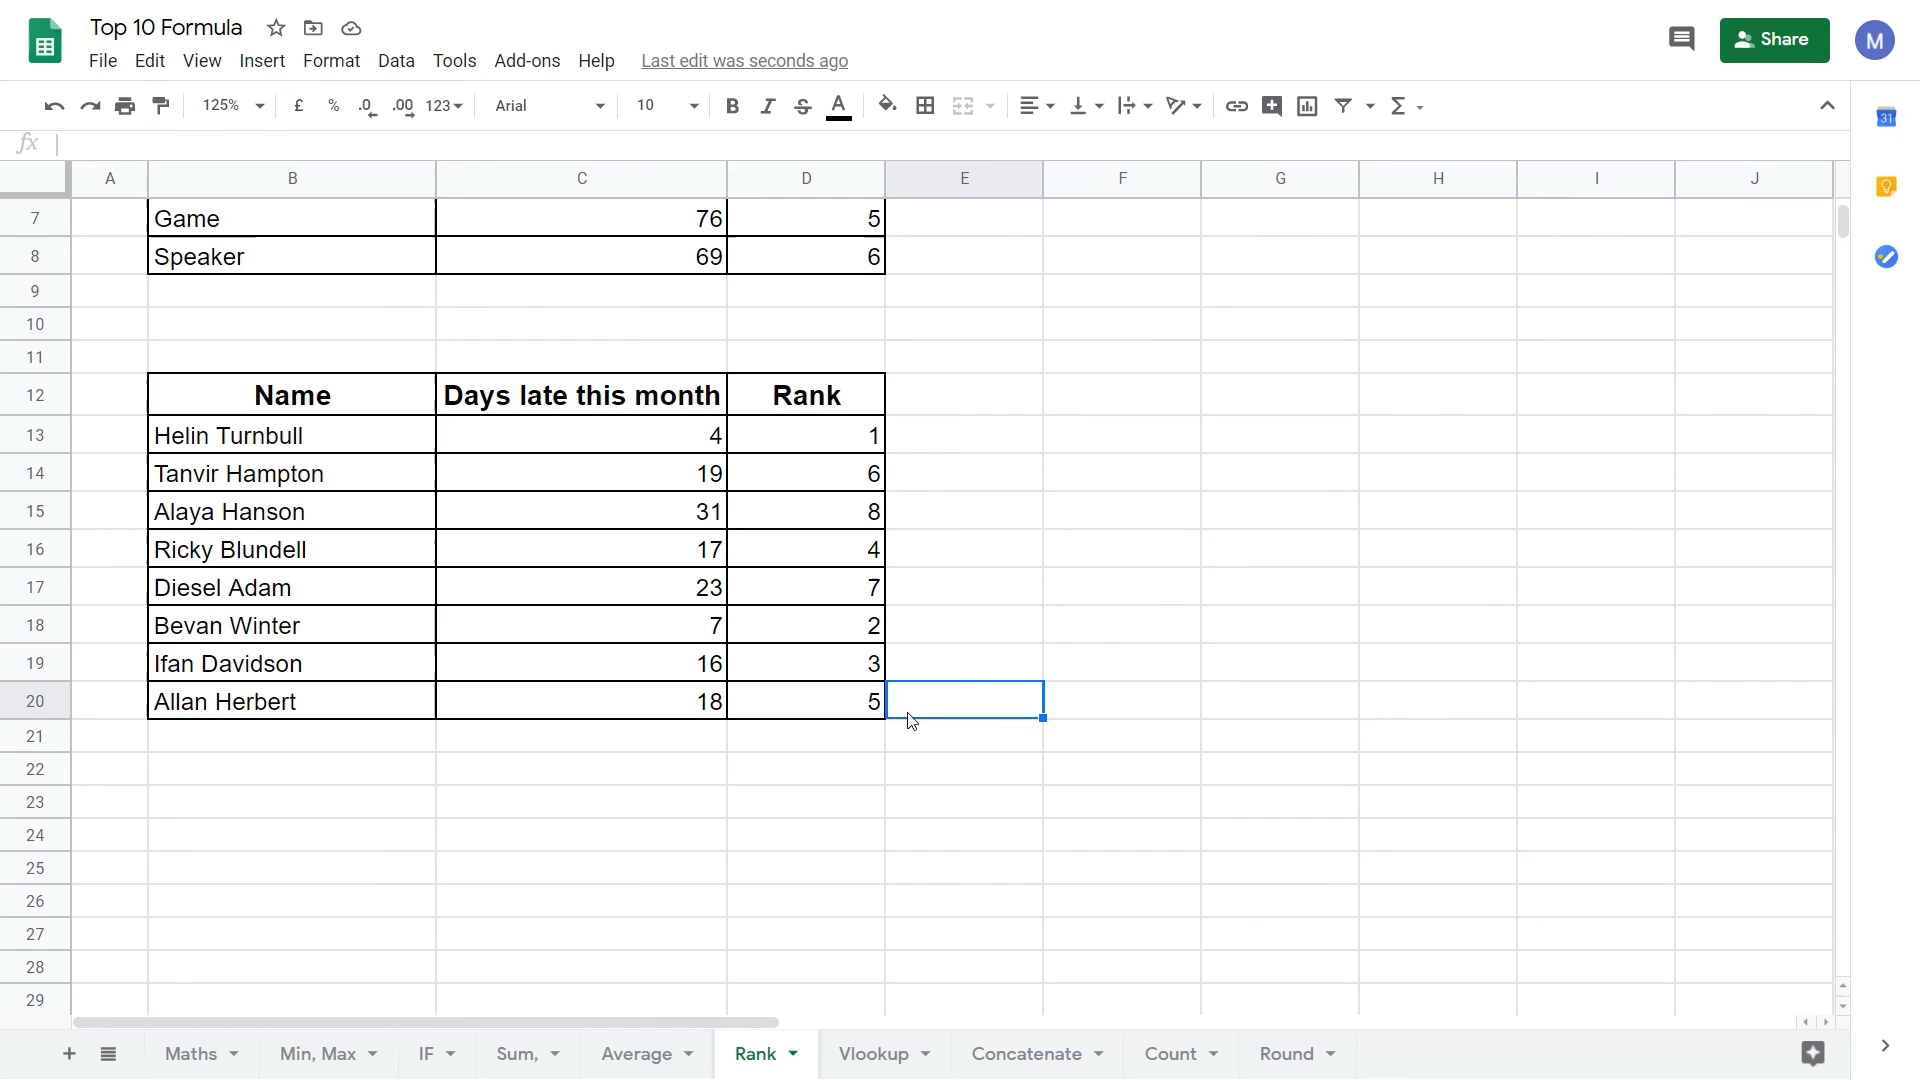 Top 10 Formula
File Edit View Insert Format Data Tools Add-ons Help Last edit was seconds ago
Share
M
125% £ % .0 .00 123 Arial 10 B I S A Σ
31
fx
A B C D E F G H I J
7 Game 76 5
8 Speaker 69 6
9
10
11
12 Name Days late this month Rank
13 Helin Turnbull 4 1
14 Tanvir Hampton 19 6
15 Alaya Hanson 31 8
16 Ricky Blundell 17 4
17 Diesel Adam 23 7
18 Bevan Winter 7 2
19 Ifan Davidson 16 3
20 Allan Herbert 18 5
21
22
23
24
25
26
27
28
29
+ Maths Min, Max IF Sum, Average Rank Vlookup Concatenate Count Round